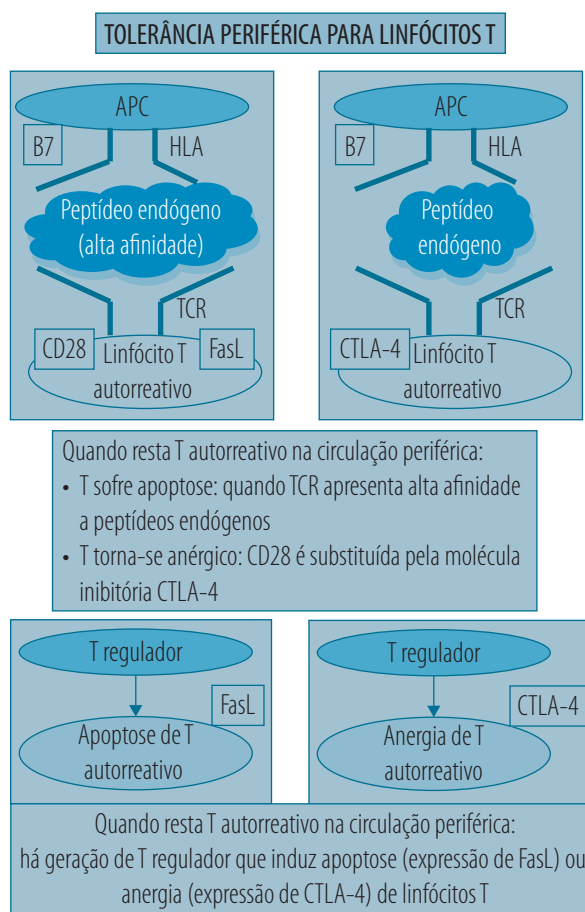 TOLERÂNCIA PERIFÉRICA PARA LINFÓCITOS T
APC
B7
HLA
Peptídeo endógeno
(alta afinidade)
TCR
CD28
Linfócito T
autorreativo
FasL
APC
B7
HLA
Peptídeo
endógeno
TCR
CTLA-4
Linfócito T
autorreativo
Quando resta T autorreativo na circulação periférica:
• T sofre apoptose: quando TCR apresenta alta afinidade
a peptídeos endógenos
• T torna-se anérgico: CD28 é substituída pela molécula
inibitória CTLA-4
T regulador
FasL
Apoptose de T
autorreativo
T regulador
CTLA-4
Anergia de T
autorreativo
Quando resta T autorreativo na circulação periférica:
há geração de T regulador que induz apoptose (expressão de FasL) ou
anergia (expressão de CTLA-4) de linfócitos T